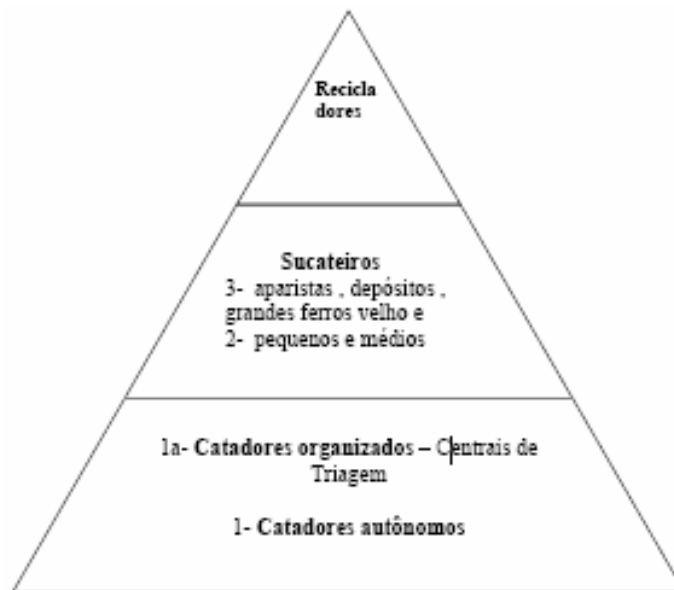 Recicla
dores
Sucateiros
3- aparistas , depósitos ,
grandes ferros velho e
2- pequenos e médios
1a- Catadores organizados – Centrais de
Triagem
1- Catadores autônomos